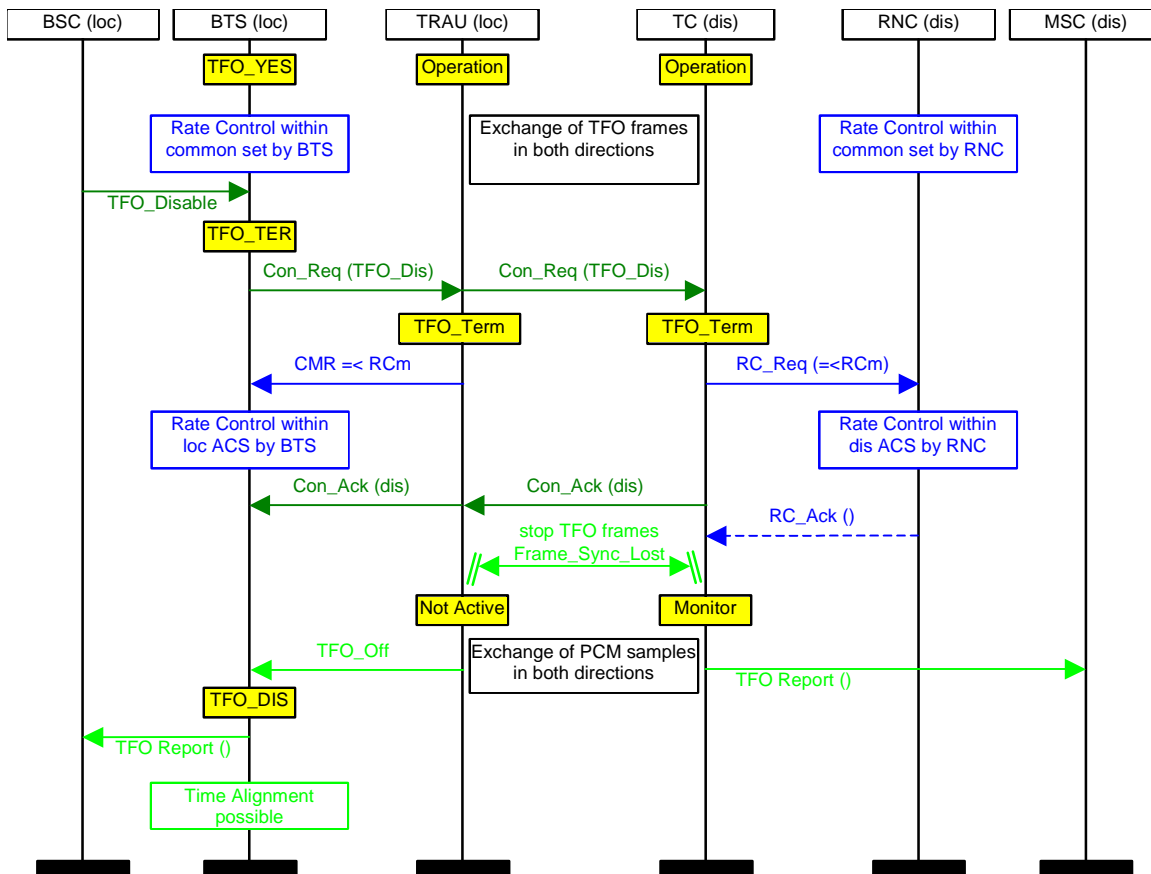 BSC (loc)
BTS (loc)
TRAU (loc)
TC (dis)
RNC (dis)
MSC (dis)
TFO_YES
Operation
Operation
Rate Control within
common set by BTS
Exchange of TFO frames
in both directions
Rate Control within
common set by RNC
TFO_Disable
TFO_TER
Con_Req (TFO_Dis)
Con_Req (TFO_Dis)
TFO_Term
TFO_Term
CMR =< RCm
RC_Req (=<RCm)
Rate Control within
loc ACS by BTS
Rate Control within
dis ACS by RNC
Con_Ack (dis)
Con_Ack (dis)
RC_Ack ()
stop TFO frames
Frame_Sync_Lost
Not Active
Monitor
TFO_Off
Exchange of PCM samples
in both directions
TFO Report ()
TFO_DIS
TFO Report ()
Time Alignment
possible